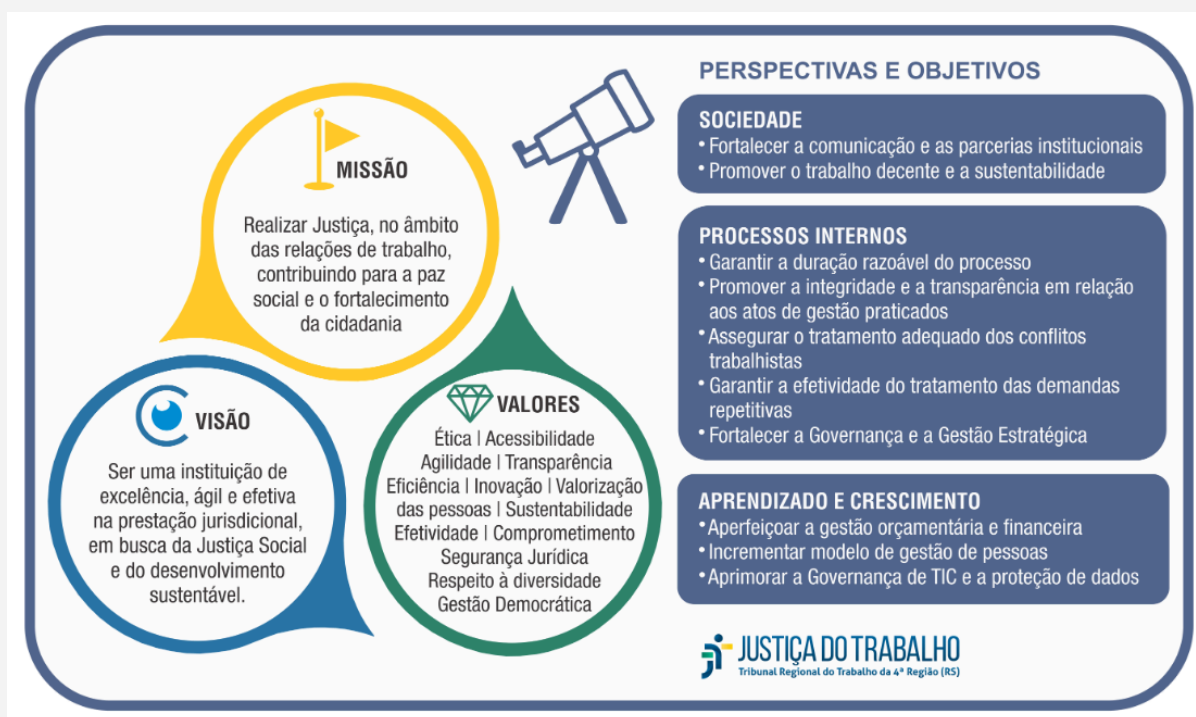 MISSÃO
Realizar Justiça, no âmbito
das relações de trabalho,
contribuindo para a paz
social e o fortalecimento
da cidadania
VISÃO
Ser uma instituição de
excelência, ágil e efetiva
na prestação jurisdicional,
em busca da Justiça Social
e do desenvolvimento
sustentável.
VALORES
Ética | Acessibilidade
Agilidade | Transparência
Eficiência | Inovação | Valorização
das pessoas | Sustentabilidade
Efetividade | Comprometimento
Segurança Jurídica
Respeito à diversidade
Gestão Democrática
PERSPECTIVAS E OBJETIVOS
SOCIEDADE
• Fortalecer a comunicação e as parcerias institucionais
• Promover o trabalho decente e a sustentabilidade
PROCESSOS INTERNOS
• Garantir a duração razoável do processo
• Promover a integridade e a transparência em relação
aos atos de gestão praticados
• Assegurar o tratamento adequado dos conflitos
trabalhistas
• Garantir a efetividade do tratamento das demandas
repetitivas
• Fortalecer a Governança e a Gestão Estratégica
APRENDIZADO E CRESCIMENTO
• Aperfeiçoar a gestão orçamentária e financeira
• Incrementar modelo de gestão de pessoas
• Aprimorar a Governança de TIC e a proteção de dados
JUSTIÇA DO TRABALHO
Tribunal Regional do Trabalho da 4ª Região (RS)